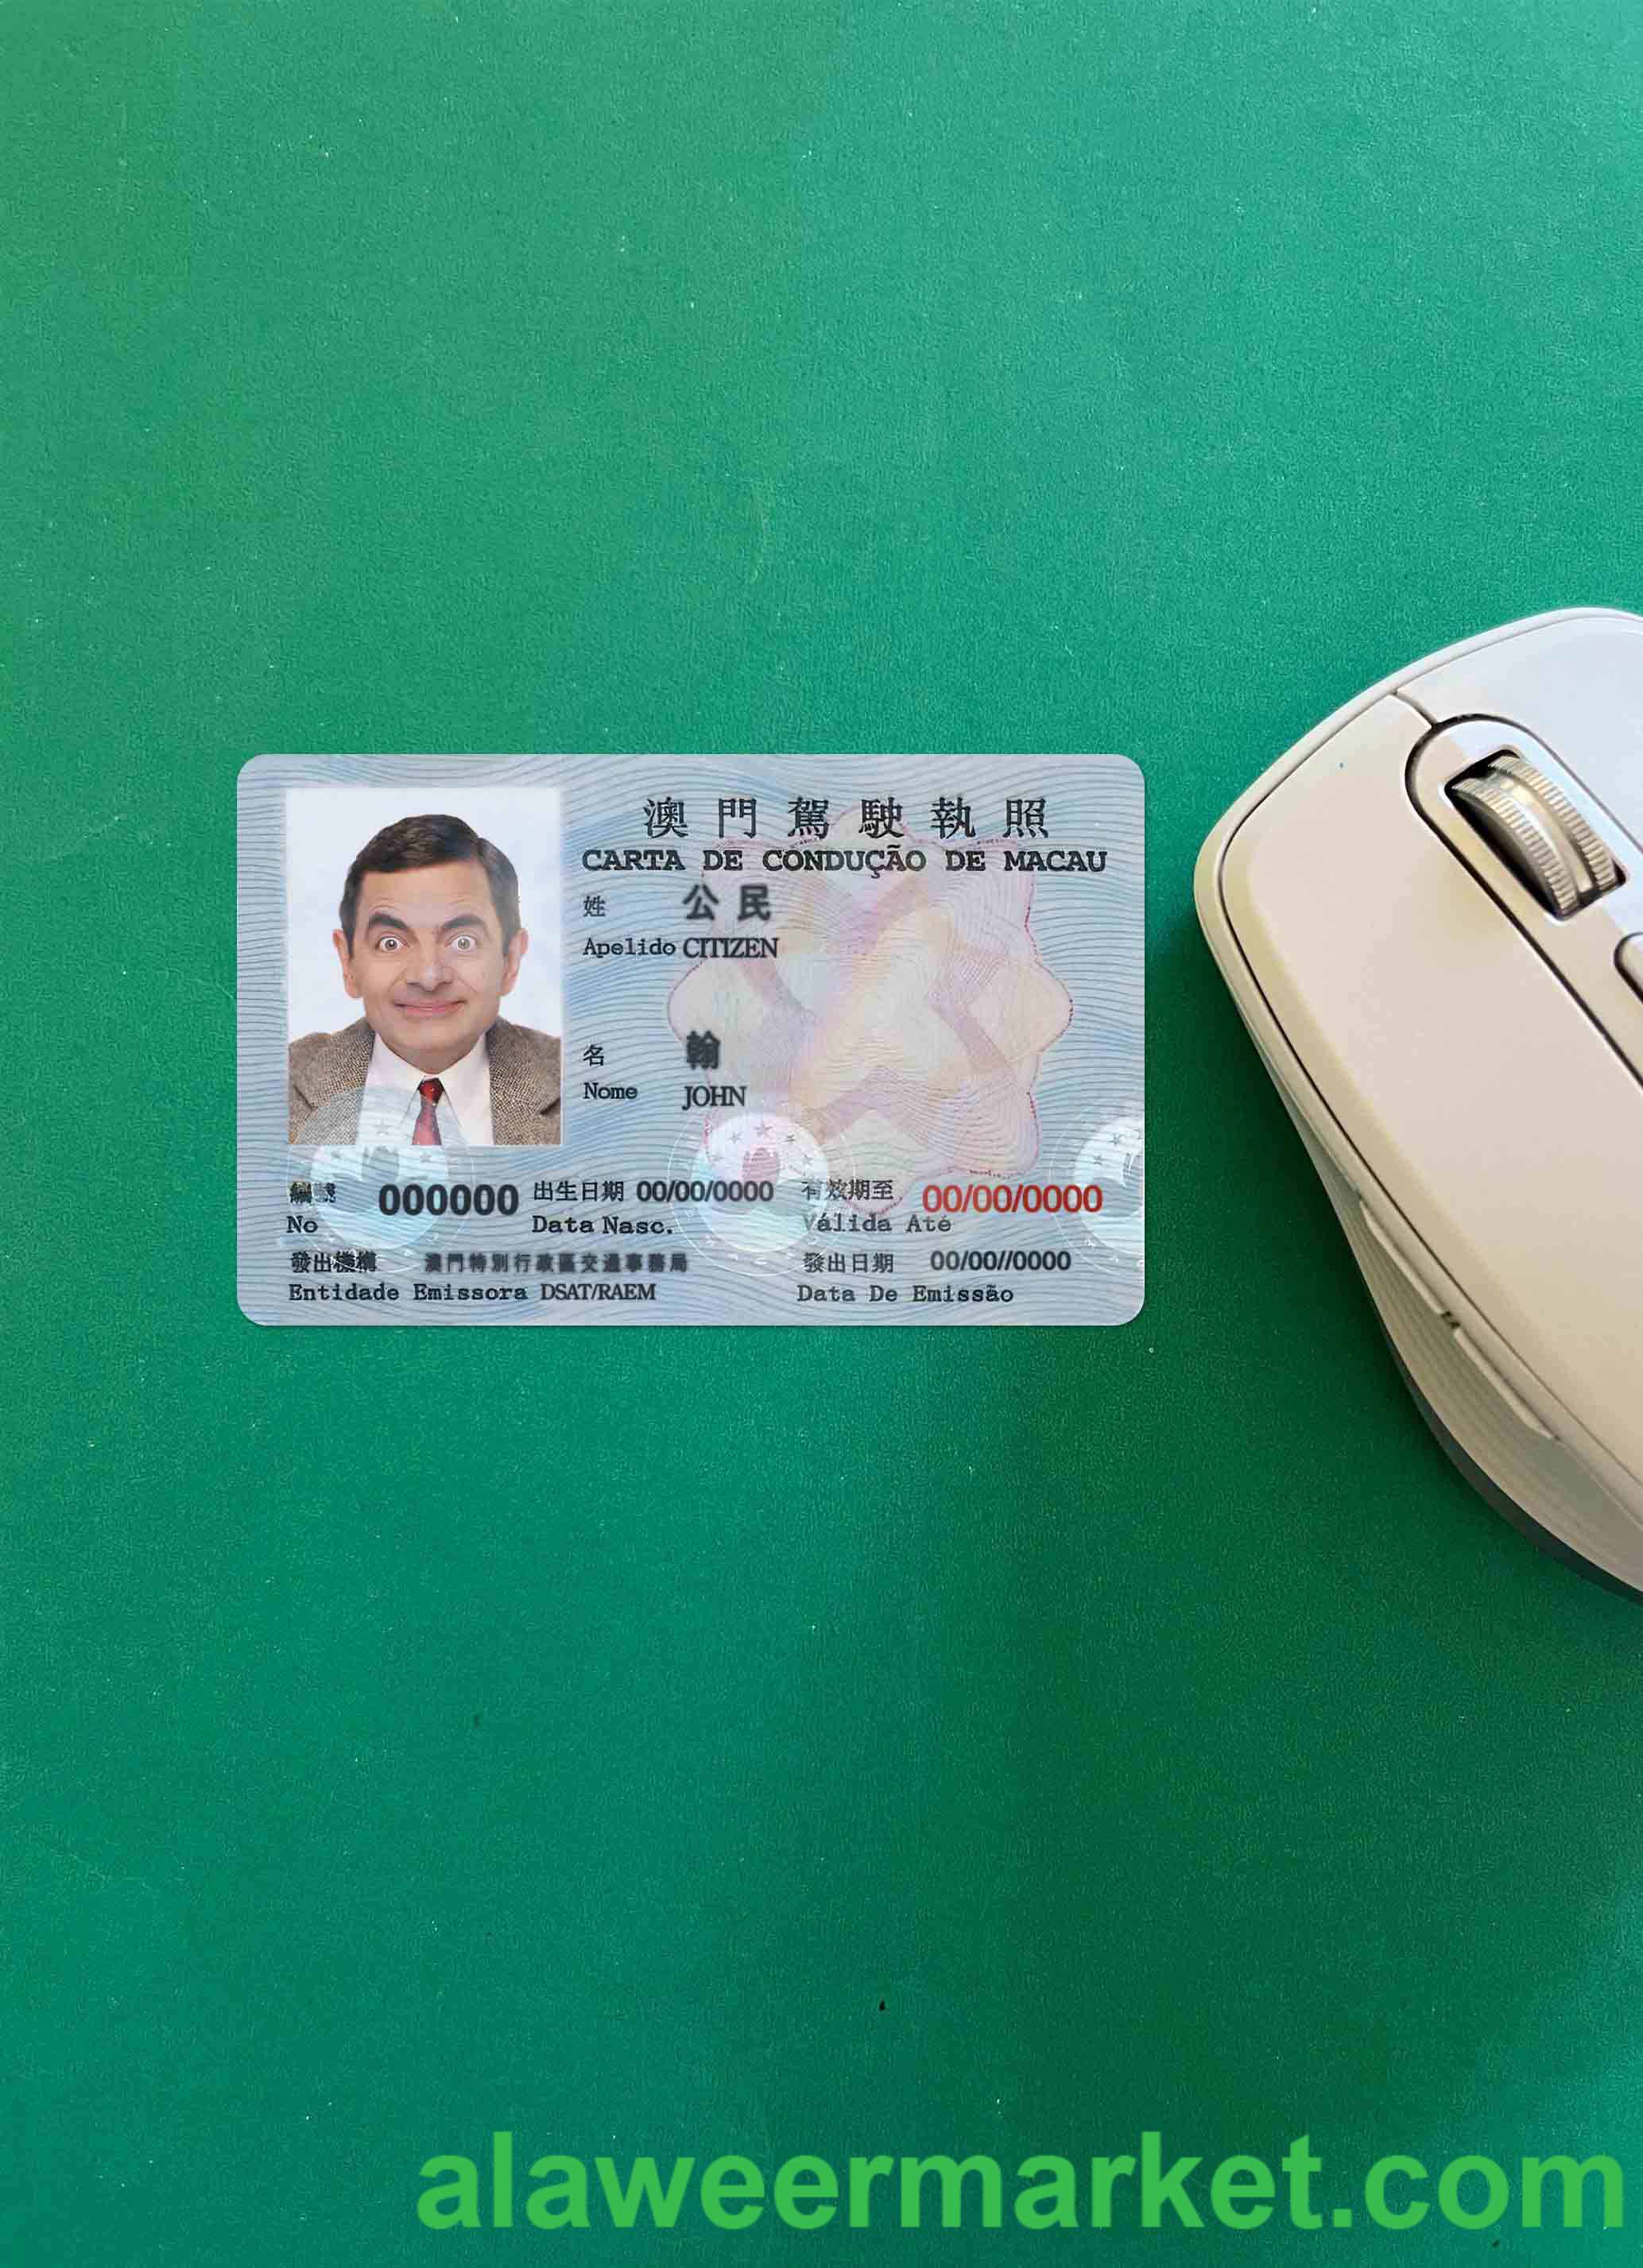 澳門駕駛執照
CARTA DE CONDUÇÃO DE MACAU
姓 公民
Apelido CITIZEN
名 翰
Nome JOHN
編號 000000 出生日期 00/00/0000 有效期至 00/00/0000
No Data Nasc. Válida Até
發出機構 澳門特別行政區交通事務局 發出日期 00/00//0000
Entidade Emissora DSAT/RAEM Data De Emissão
alaweermarket.com